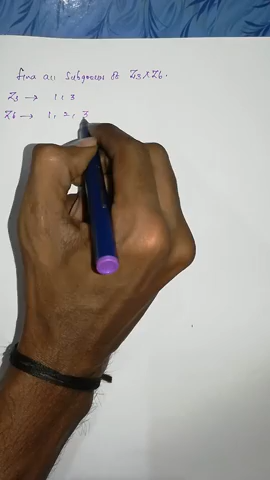 Find all subgroups of Z3 × Z6.
Z3 → 1, 3
Z6 → 1, 2, 3